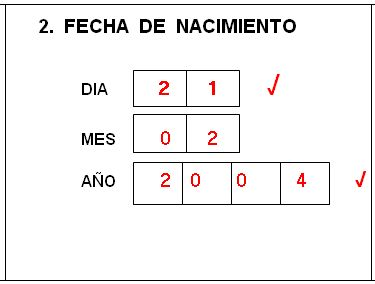 2. FECHA DE NACIMIENTO
DIA 2 1 √
MES 0 2
AÑO 2 0 0 4 √